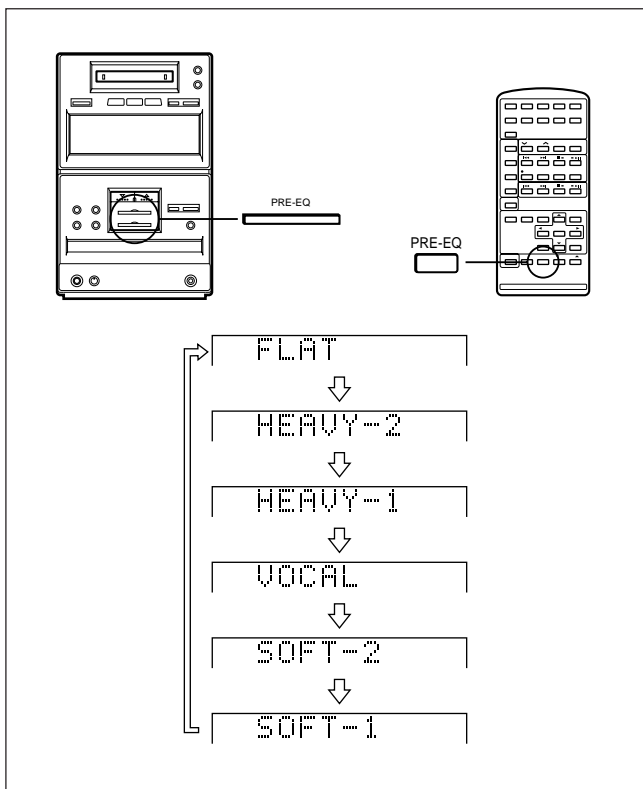 PRE-EQ
PRE-EQ
FLAT
HEAVY-2
HEAVY-1
VOCAL
SOFT-2
SOFT-1